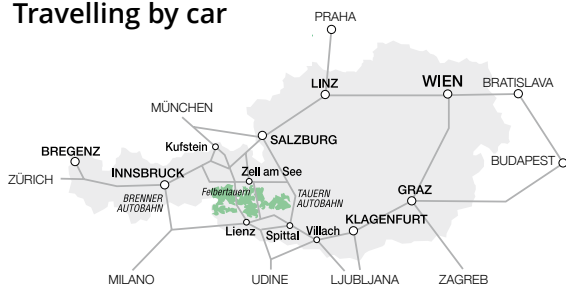 Travelling by car
PRAHA
LINZ
WIEN
BRATISLAVA
MÜNCHEN
Kufstein
SALZBURG
BREGENZ
BUDAPEST
ZÜRICH
INNSBRUCK
Zell am See
BRENNER
AUTOBAHN
Felbertauern
TAUERN
AUTOBAHN
GRAZ
KLAGENFURT
Lienz
Spittal
Villach
MILANO
UDINE
LJUBLJANA
ZAGREB